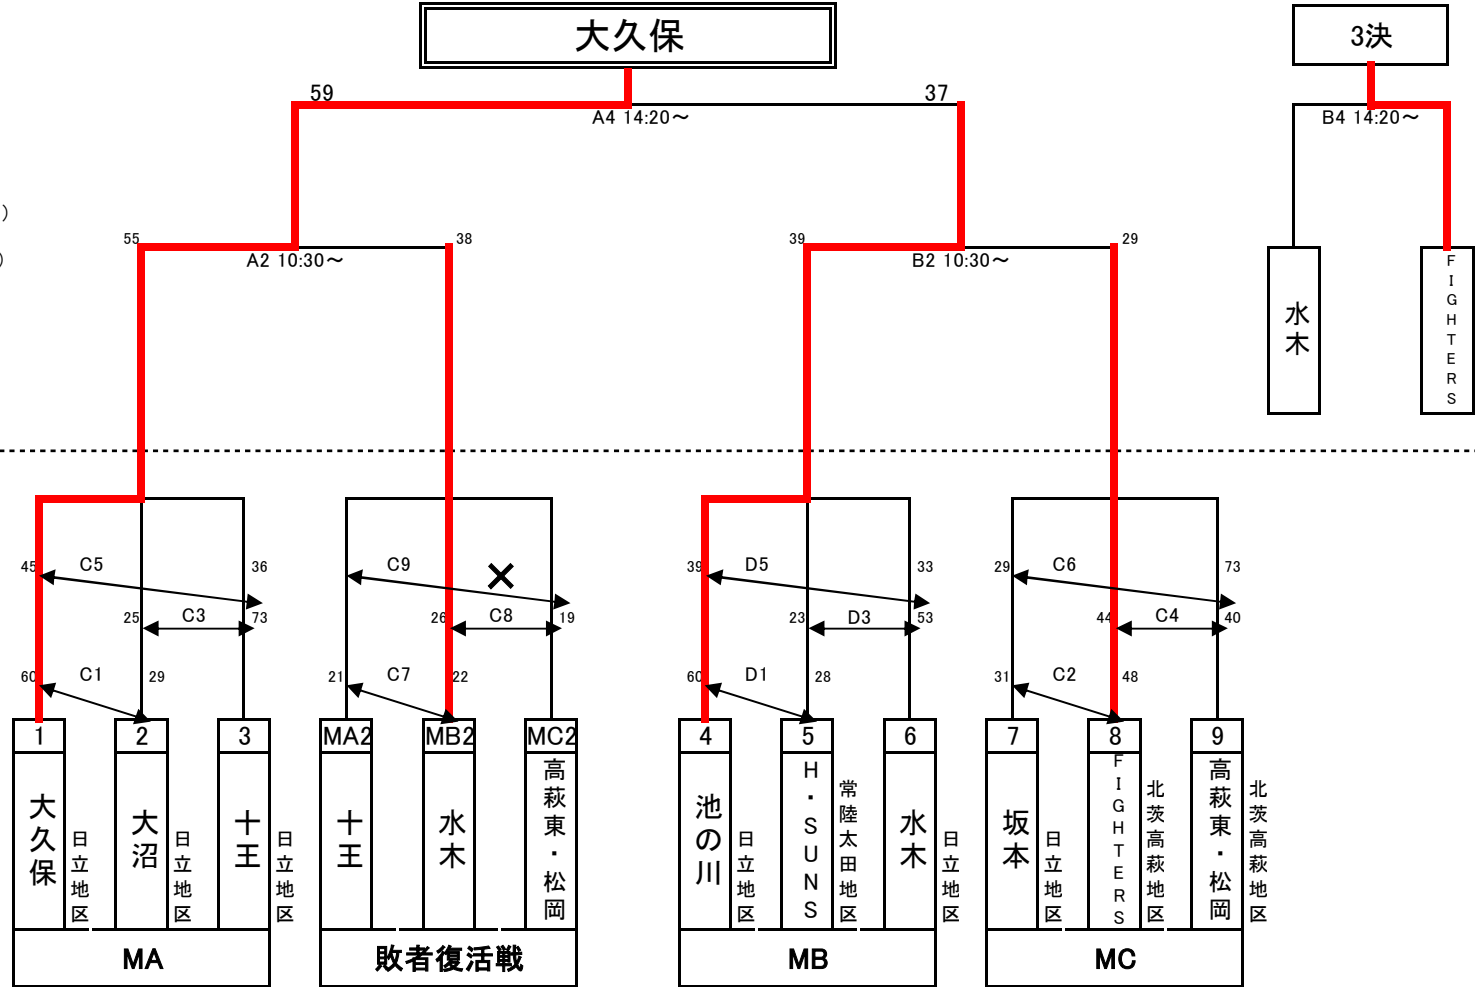 大久保
3決
59
37
A4 14:20～
B4 14:20～
）
）
55
38
A2 10:30～
39
29
B2 10:30～
水木
FIGHTERS
45
C5
36
C9
39
D5
33
29
C6
73
25
C3
73
26
C8
19
23
D3
53
44
C4
40
60
C1
29
21
C7
22
60
D1
28
31
C2
48
1
2
3
MA2
MB2
MC2
4
5
6
7
8
9
大久保
日立地区
大沼
日立地区
十王
日立地区
十王
水木
高萩東・松岡
池の川
日立地区
H・SUNS
常陸太田地区
水木
日立地区
坂本
日立地区
FIGHTERS
北茨高萩地区
高萩東・松岡
北茨高萩地区
MA
敗者復活戦
MB
MC